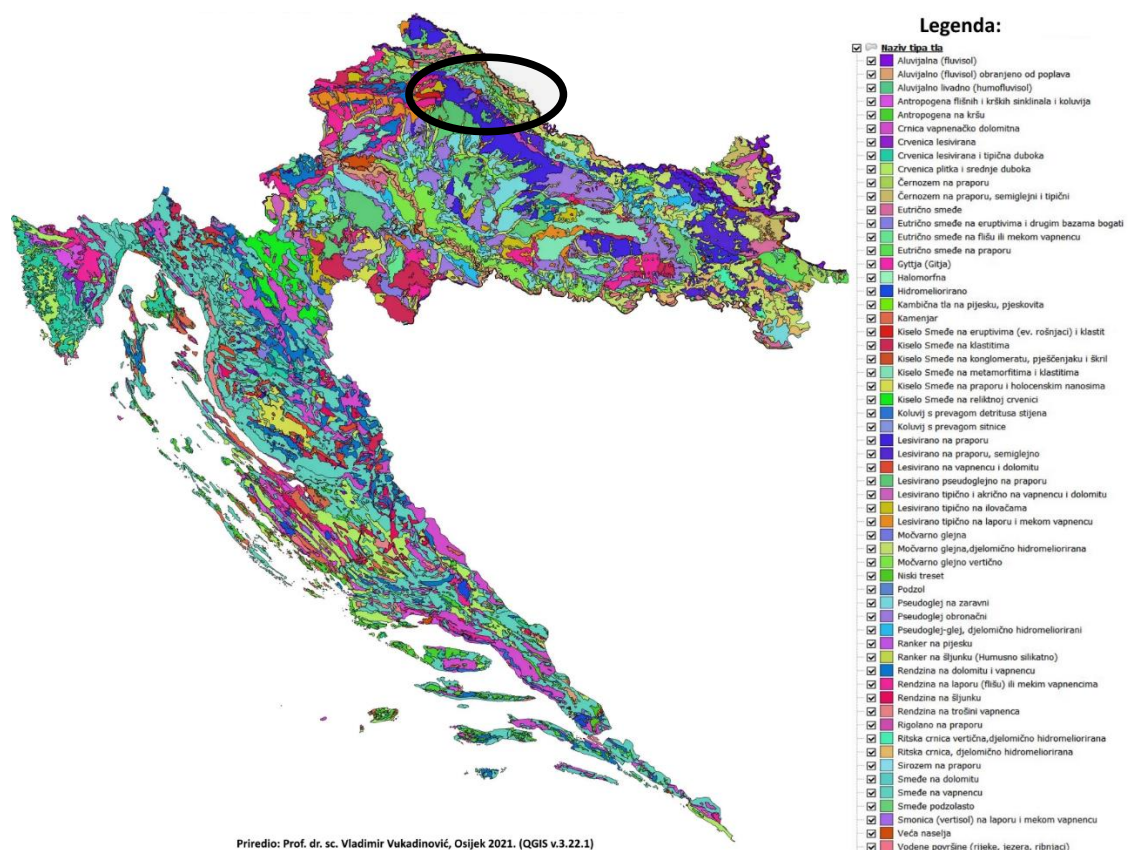 Legenda:
Naziv tipa tla
Aluvijalna (fluvisol)
Aluvijalno (fluvisol) obranjeno od poplava
Aluvijalno livadno (humofluvisol)
Antropogena flišnih i krških sinklinala i koluvija
Antropogena na kršu
Crnica vapnenačko dolomitna
Crvenica lesivirana
Crvenica lesivirana i tipična duboka
Crvenica plitka i srednje duboka
Černozem na praporu
Černozem na praporu, semiglejni i tipični
Eutrično smeđe
Eutrično smeđe na eruptivima i drugim bazama bogati
Eutrično smeđe na flišu ili mekom vapnencu
Eutrično smeđe na praporu
Gyttja (Gitja)
Halomorfna
Hidromeliorirano
Kambična tla na pijesku, pjeskovita
Kamenjar
Kiselo Smeđe na eruptivima (ev. rošnjaci) i klastit
Kiselo Smeđe na klastitima
Kiselo Smeđe na konglomeratu, pješčenjaku i škril
Kiselo Smeđe na metamorfitima i klastitima
Kiselo Smeđe na praporu i holocenskim nanosima
Kiselo Smeđe na reliktnoj crvenici
Koluvij s prevagom detritusa stijena
Koluvij s prevagom sitnice
Lesivirano na praporu
Lesivirano na praporu, semiglejno
Lesivirano na vapnencu i dolomitu
Lesivirano pseudoglejno na praporu
Lesivirano tipično i akrično na vapnencu i dolomitu
Lesivirano tipično na ilovačama
Lesivirano tipično na laporu i mekom vapnencu
Močvarno glejna
Močvarno glejna,djelomično hidromeliorirana
Močvarno glejno vertično
Niski treset
Podzol
Pseudoglej na zaravni
Pseudoglej obronačni
Pseudoglej-glej, djelomično hidromeliorirani
Ranker na pijesku
Ranker na šljunku (Humusno silikatno)
Rendzina na dolomitu i vapnencu
Rendzina na laporu (flišu) ili mekim vapnencima
Rendzina na šljunku
Rendzina na trošini vapnenca
Rigolano na praporu
Ritska crnica vertična,djelomično hidromeliorirana
Ritska crnica, djelomično hidromeliorirana
Sirozem na praporu
Smeđe na dolomitu
Smeđe na vapnencu
Smeđe podzolasto
Smonica (vertisol) na laporu i mekom vapnencu
Veća naselja
Vodene površine (rijeke, jezera, ribnjaci)
Priredio: Prof. dr. sc. Vladimir Vukadinović, Osijek 2021. (QGIS v.3.22.1)